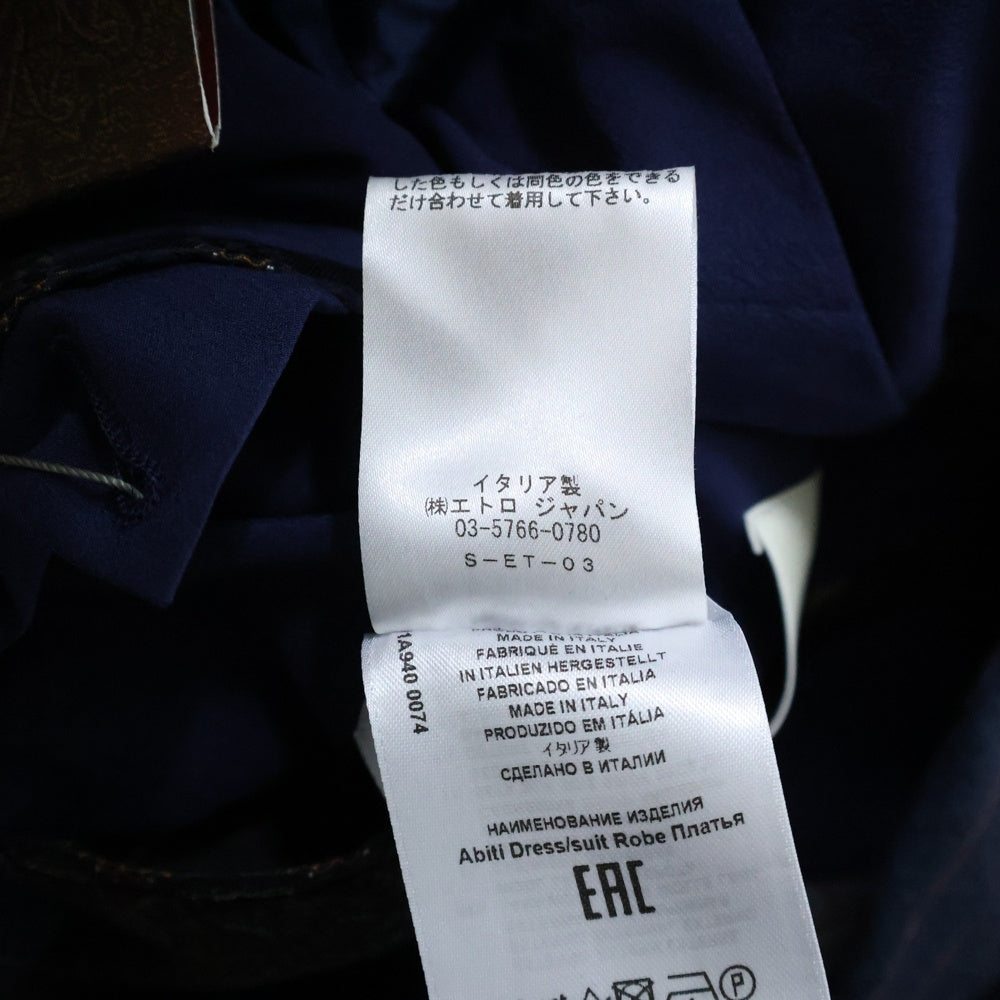 した色もしくは同色の色をできる
だけ合わせて着用して下さい。
イタリア製
㈱エトロ ジャパン
03-5766-0780
S-ET-03
1A940 0074
MADE IN ITALY
FABRIQUÉ EN ITALIE
IN ITALIEN HERGESTELLT
FABRICADO EN ITALIA
MADE IN ITALY
PRODUZIDO EM ITÁLIA
イタリア製
СДЕЛАНО В ИТАЛИИ
НАИМЕНОВАНИЕ ИЗДЕЛИЯ
Abiti Dress/suit Robe Платья
EAC
P